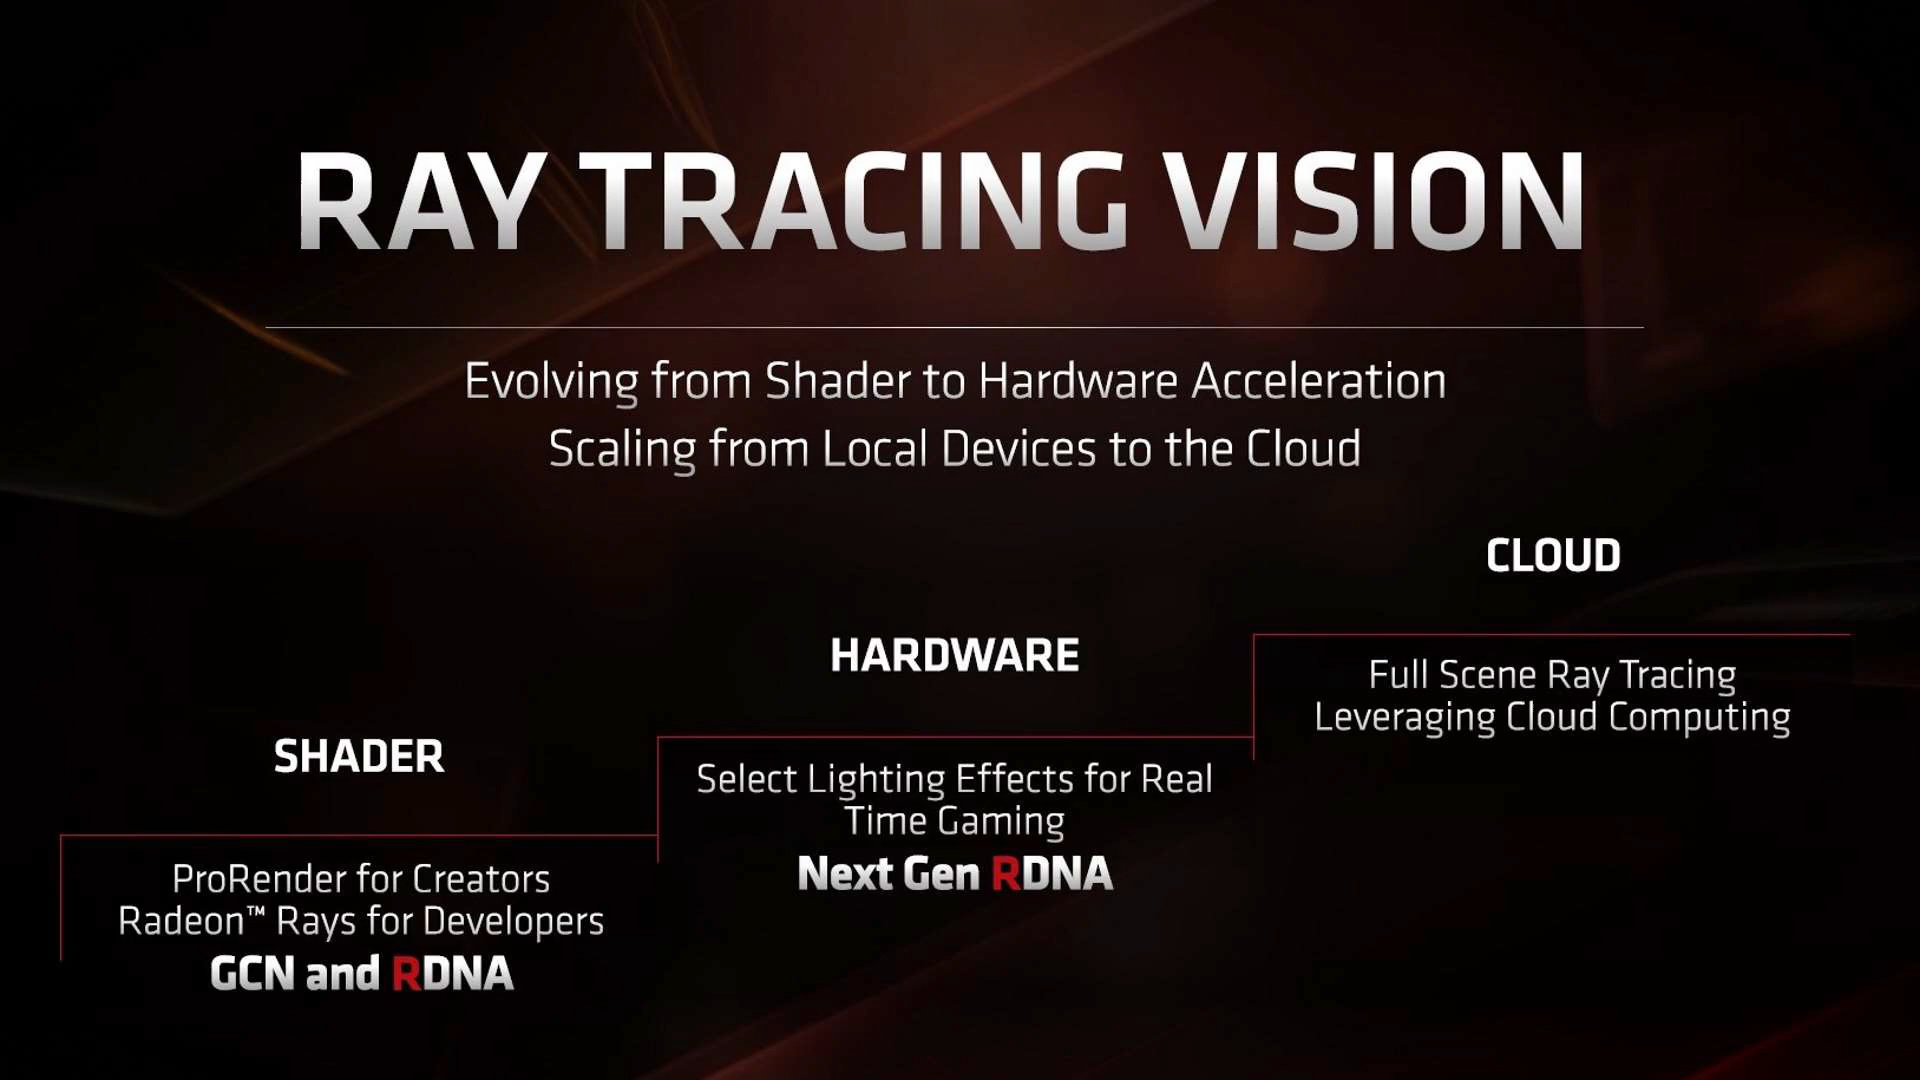 RAY TRACING VISION
Evolving from Shader to Hardware Acceleration
Scaling from Local Devices to the Cloud
SHADER
ProRender for Creators
Radeon™ Rays for Developers
GCN and RDNA
HARDWARE
Select Lighting Effects for Real
Time Gaming
Next Gen RDNA
CLOUD
Full Scene Ray Tracing
Leveraging Cloud Computing